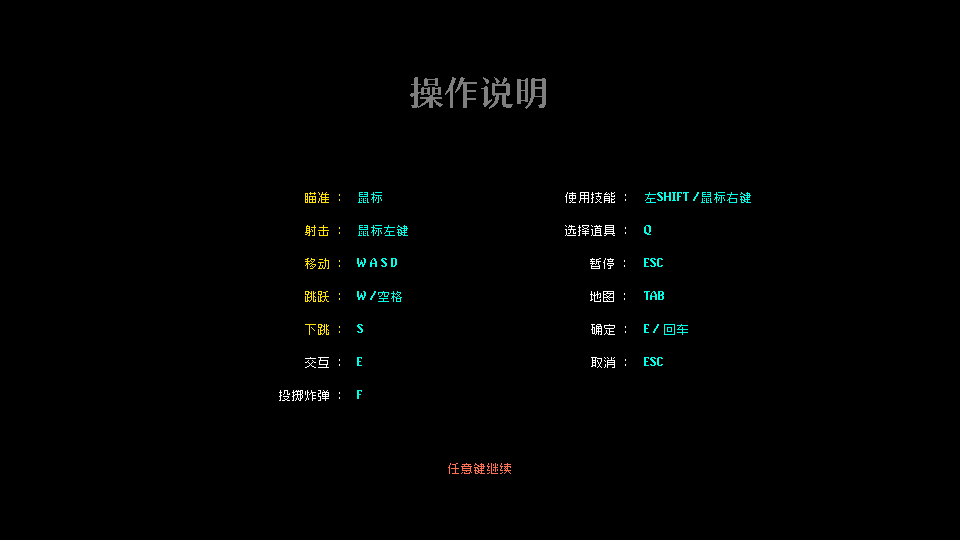 操作说明
瞄准 : 鼠标
射击 : 鼠标左键
移动 : W A S D
跳跃 : W /空格
下跳 : S
交互 : E
投掷炸弹 : F
使用技能 : 左SHIFT /鼠标右键
选择道具 : Q
暂停 : ESC
地图 : TAB
确定 : E / 回车
取消 : ESC
任意键继续